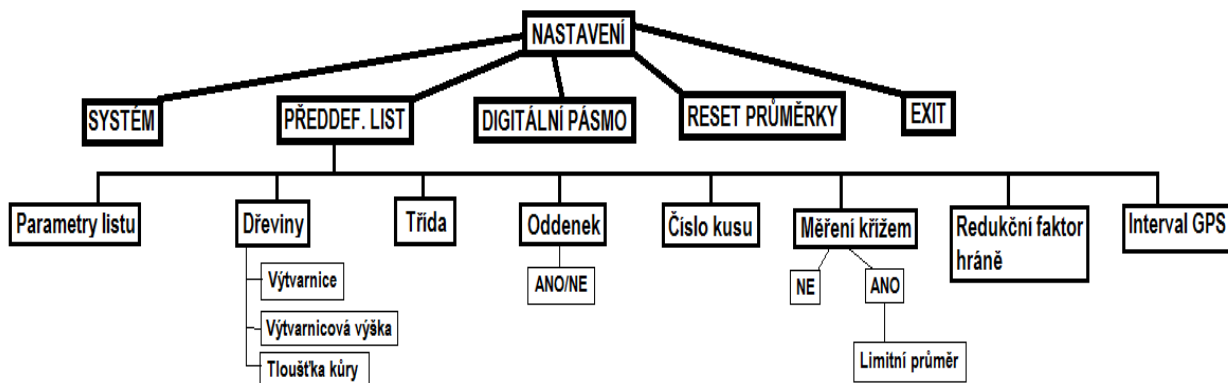 NASTAVENÍ
SYSTÉM
PŘEDDEF. LIST
DIGITÁLNÍ PÁSMO
RESET PRŮMĚRKY
EXIT
Parametry listu
Dřeviny
Třída
Oddenek
Číslo kusu
Měření křížem
Redukční faktor
hráně
Interval GPS
Výtvarnice
Výtvarnicová výška
Tloušťka kůry
ANO/NE
NE
ANO
Limitní průměr